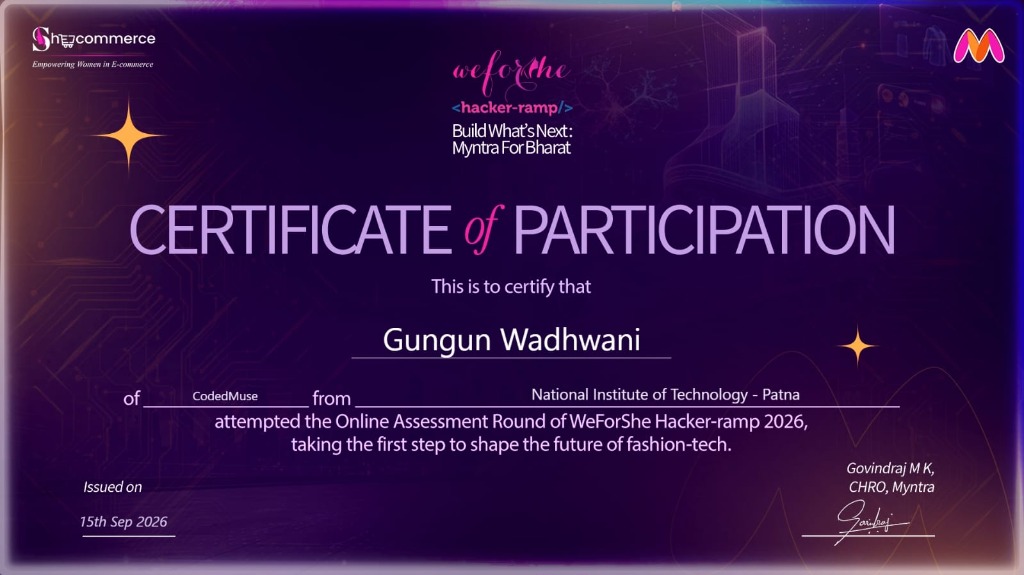 Shecommerce
Empowering Women in E-commerce
weforshe
<hacker-ramp/>
Build What's Next:
Myntra For Bharat
CERTIFICATE of PARTICIPATION
This is to certify that
Gungun Wadhwani
of CodedMuse from National Institute of Technology - Patna
attempted the Online Assessment Round of WeForShe Hacker-ramp 2026,
taking the first step to shape the future of fashion-tech.
Issued on
15th Sep 2026
Govindraj M K,
CHRO, Myntra